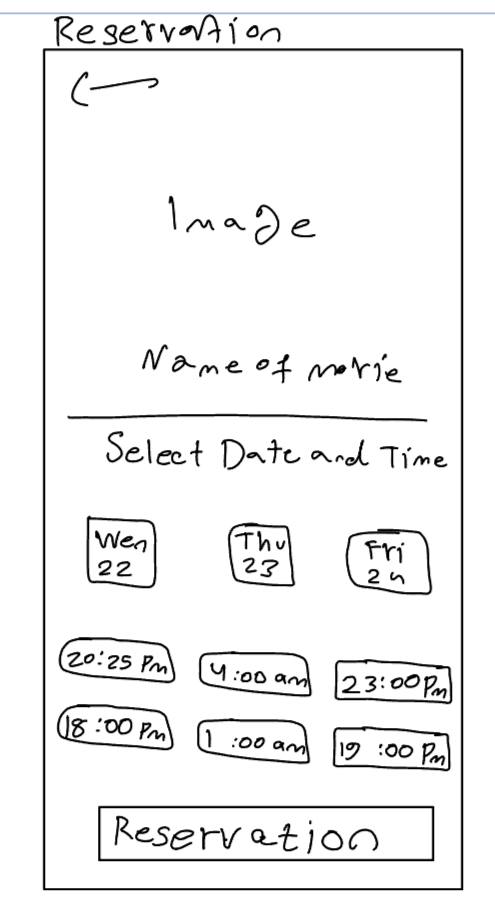 Reservation
Image
Name of movie
Select Date and Time
Wen Thu Fri
22 23 24
20:25 Pm 4:00 am 23:00 Pm
18:00 Pm 1:00 am 19:00 Pm
Reservation